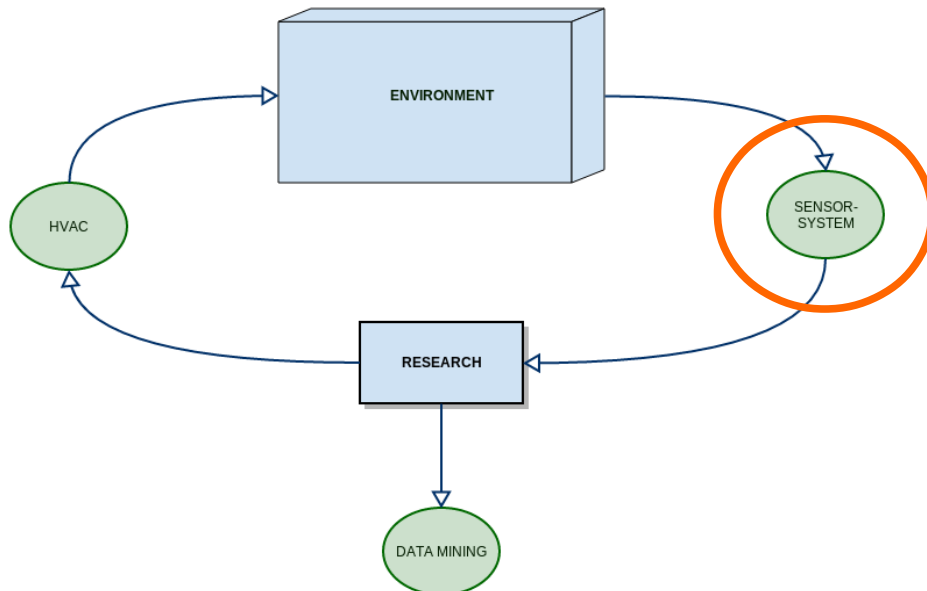 ENVIRONMENT
SENSOR-
SYSTEM
HVAC
RESEARCH
DATA MINING